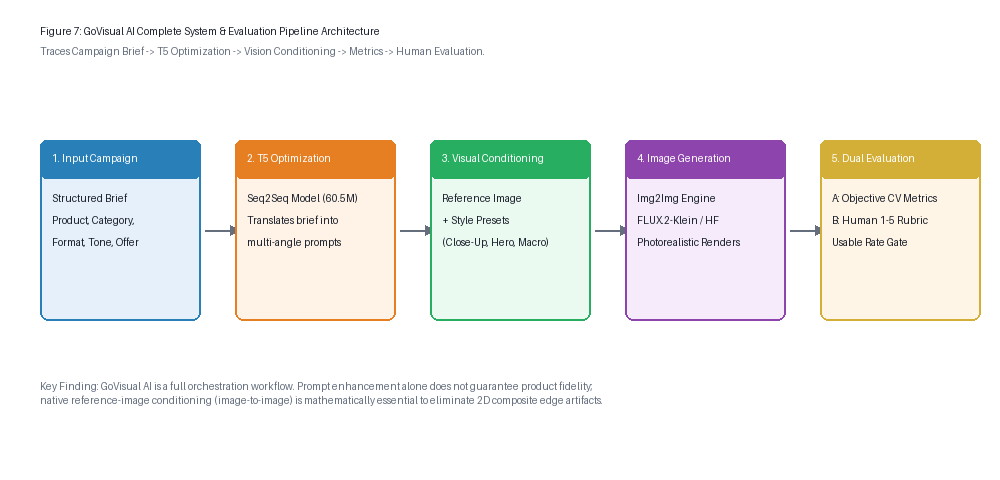 Figure 7: GoVisual AI Complete System & Evaluation Pipeline Architecture
Traces Campaign Brief -> T5 Optimization -> Vision Conditioning -> Metrics -> Human Evaluation.
1. Input Campaign
Structured Brief
Product, Category,
Format, Tone, Offer
2. T5 Optimization
Seq2Seq Model (60.5M)
Translates brief into
multi-angle prompts
3. Visual Conditioning
Reference Image
+ Style Presets
(Close-Up, Hero, Macro)
4. Image Generation
Img2Img Engine
FLUX.2-Klein / HF
Photorealistic Renders
5. Dual Evaluation
A: Objective CV Metrics
B: Human 1-5 Rubric
Usable Rate Gate
Key Finding: GoVisual AI is a full orchestration workflow. Prompt enhancement alone does not guarantee product fidelity;
native reference-image conditioning (image-to-image) is mathematically essential to eliminate 2D composite edge artifacts.